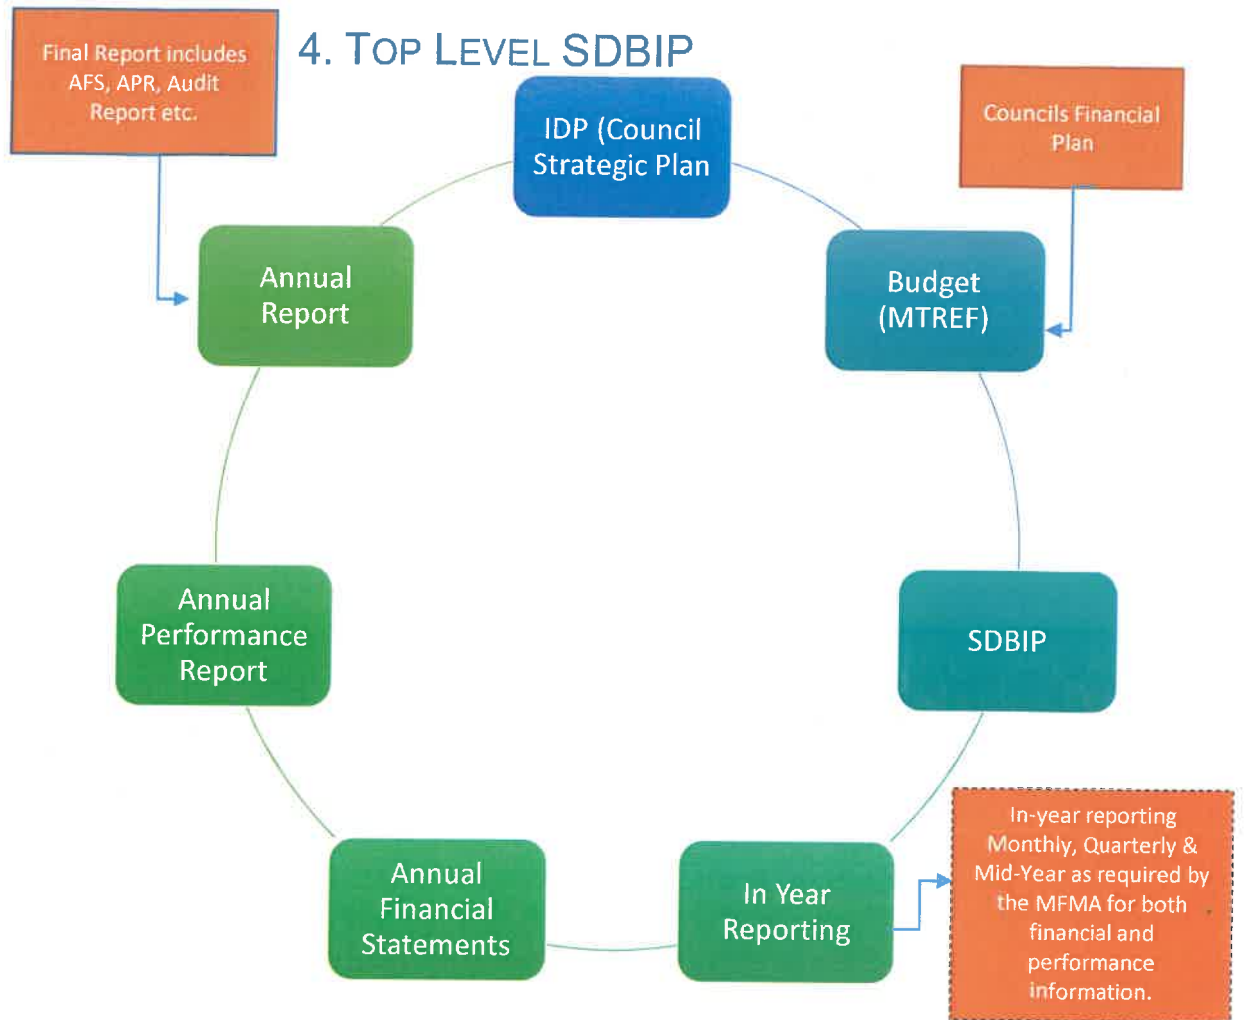 4. TOP LEVEL SDBIP
Final Report includes
AFS, APR, Audit
Report etc.
IDP (Council
Strategic Plan
Councils Financial
Plan
Budget
(MTREF)
SDBIP
In Year
Reporting
In-year reporting
Monthly, Quarterly &
Mid-Year as required by
the MFMA for both
financial and
performance
information.
Annual
Financial
Statements
Annual
Performance
Report
Annual
Report